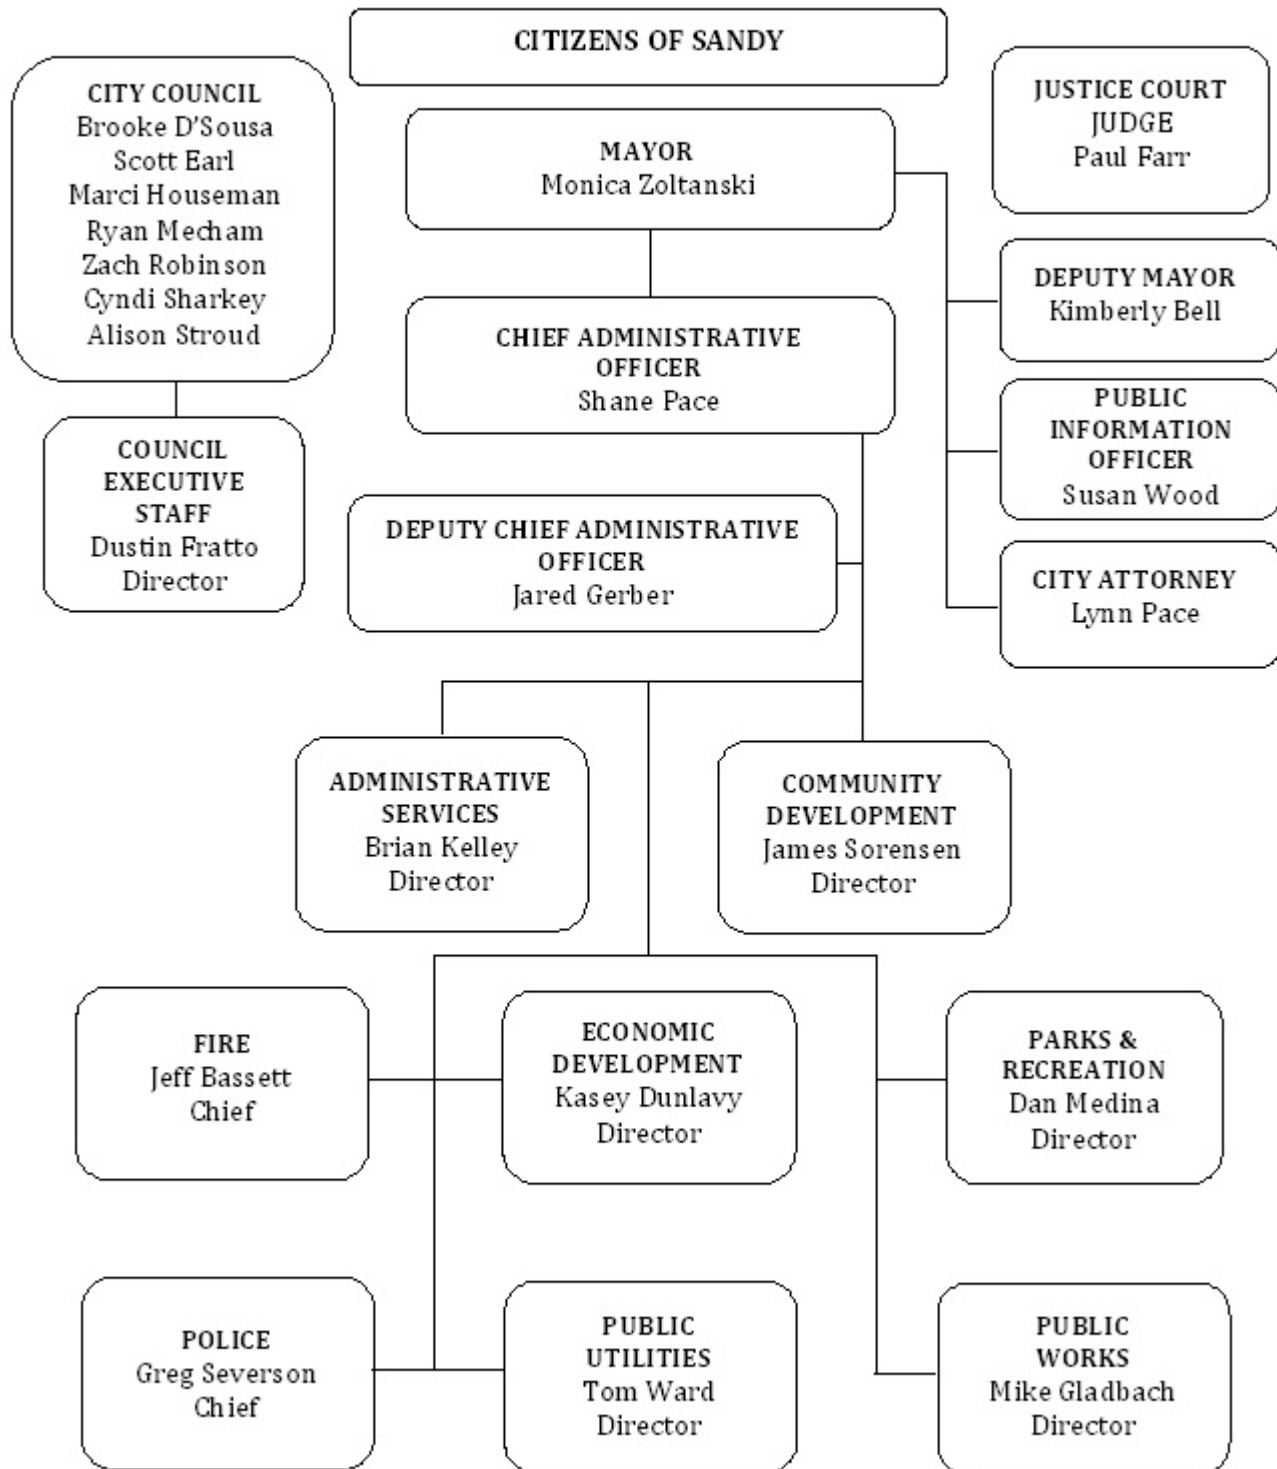 CITIZENS OF SANDY
CITY COUNCIL
Brooke D'Sousa
Scott Earl
Marci Houseman
Ryan Mecham
Zach Robinson
Cyndi Sharkey
Alison Stroud
JUSTICE COURT
JUDGE
Paul Farr
MAYOR
Monica Zoltanski
DEPUTY MAYOR
Kimberly Bell
CHIEF ADMINISTRATIVE
OFFICER
Shane Pace
PUBLIC
INFORMATION
OFFICER
Susan Wood
COUNCIL
EXECUTIVE
STAFF
Dustin Fratto
Director
DEPUTY CHIEF ADMINISTRATIVE
OFFICER
Jared Gerber
CITY ATTORNEY
Lynn Pace
ADMINISTRATIVE
SERVICES
Brian Kelley
Director
COMMUNITY
DEVELOPMENT
James Sorensen
Director
FIRE
Jeff Bassett
Chief
ECONOMIC
DEVELOPMENT
Kasey Dunlavy
Director
PARKS &
RECREATION
Dan Medina
Director
POLICE
Greg Severson
Chief
PUBLIC
UTILITIES
Tom Ward
Director
PUBLIC
WORKS
Mike Gladbach
Director